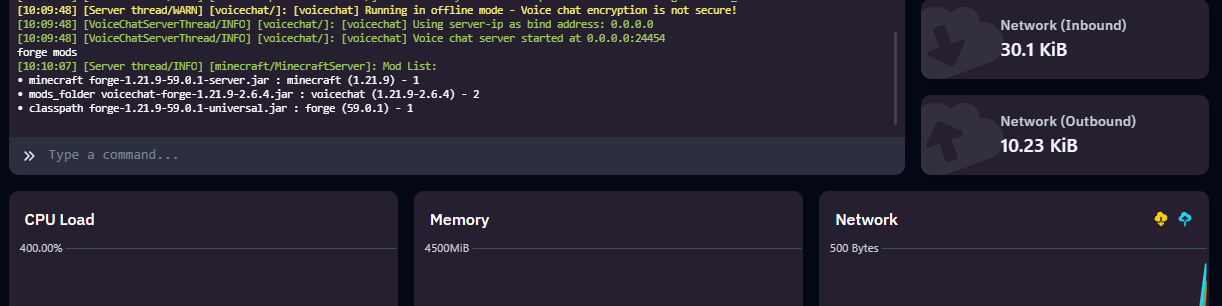 [10:09:48] [Server thread/WARN] [voicechat/]: [voicechat] Running in offline mode - Voice chat encryption is not secure!
[10:09:48] [VoiceChatServerThread/INFO] [voicechat/]: [voicechat] Using server-ip as bind address: 0.0.0.0
[10:09:48] [VoiceChatServerThread/INFO] [voicechat/]: [voicechat] Voice chat server started at 0.0.0.0:24454
forge mods
[10:10:07] [Server thread/INFO] [minecraft/MinecraftServer]: Mod List:
• minecraft forge-1.21.9-59.0.1-server.jar : minecraft (1.21.9) - 1
• mods_folder voicechat-forge-1.21.9-2.6.4.jar : voicechat (1.21.9-2.6.4) - 2
• classpath forge-1.21.9-59.0.1-universal.jar : forge (59.0.1) - 1
» Type a command...
Network (Inbound)
30.1 KiB
Network (Outbound)
10.23 KiB
CPU Load
400.00%
Memory
4500MiB
Network
500 Bytes